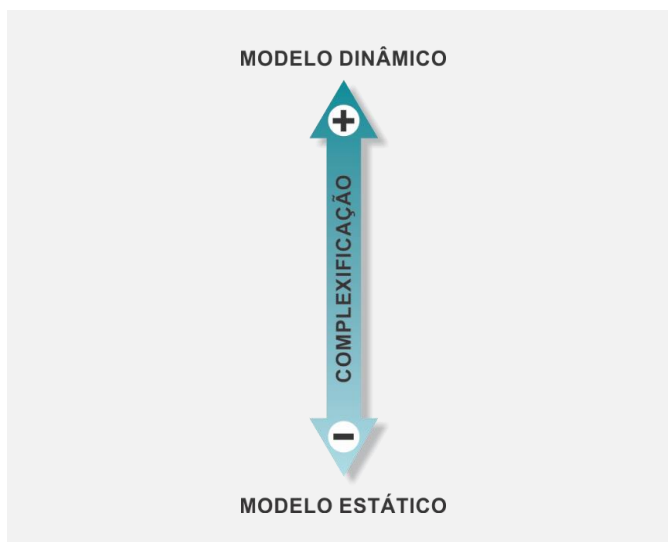 MODELO DINÂMICO
+
COMPLEXIFICAÇÃO
−
MODELO ESTÁTICO